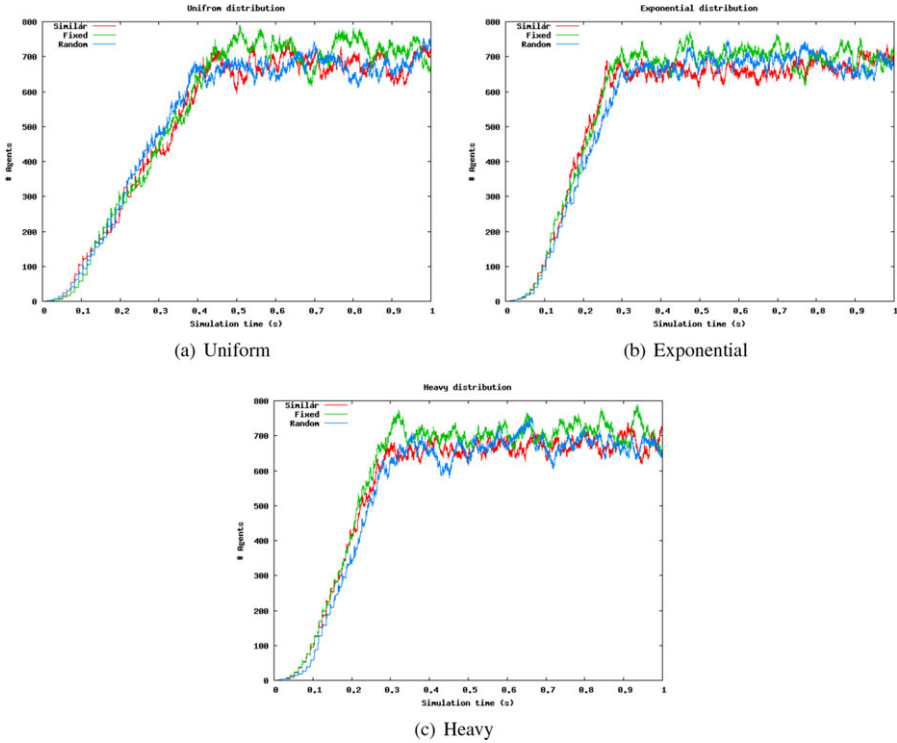 Unifrom distribution
800
700
600
500
400
300
200
100
0
# Agents
Similár
Fixed
Random
0 0.1 0.2 0.3 0.4 0.5 0.6 0.7 0.8 0.9 1
Simulation time (s)
(a) Uniform
Exponential distribution
800
700
600
500
400
300
200
100
0
# Agents
Similár
Fixed
Random
0 0.1 0.2 0.3 0.4 0.5 0.6 0.7 0.8 0.9 1
Simulation time (s)
(b) Exponential
Heavy distribution
800
700
600
500
400
300
200
100
0
# Agents
Similár
Fixed
Random
0 0.1 0.2 0.3 0.4 0.5 0.6 0.7 0.8 0.9 1
Simulation time (s)
(c) Heavy